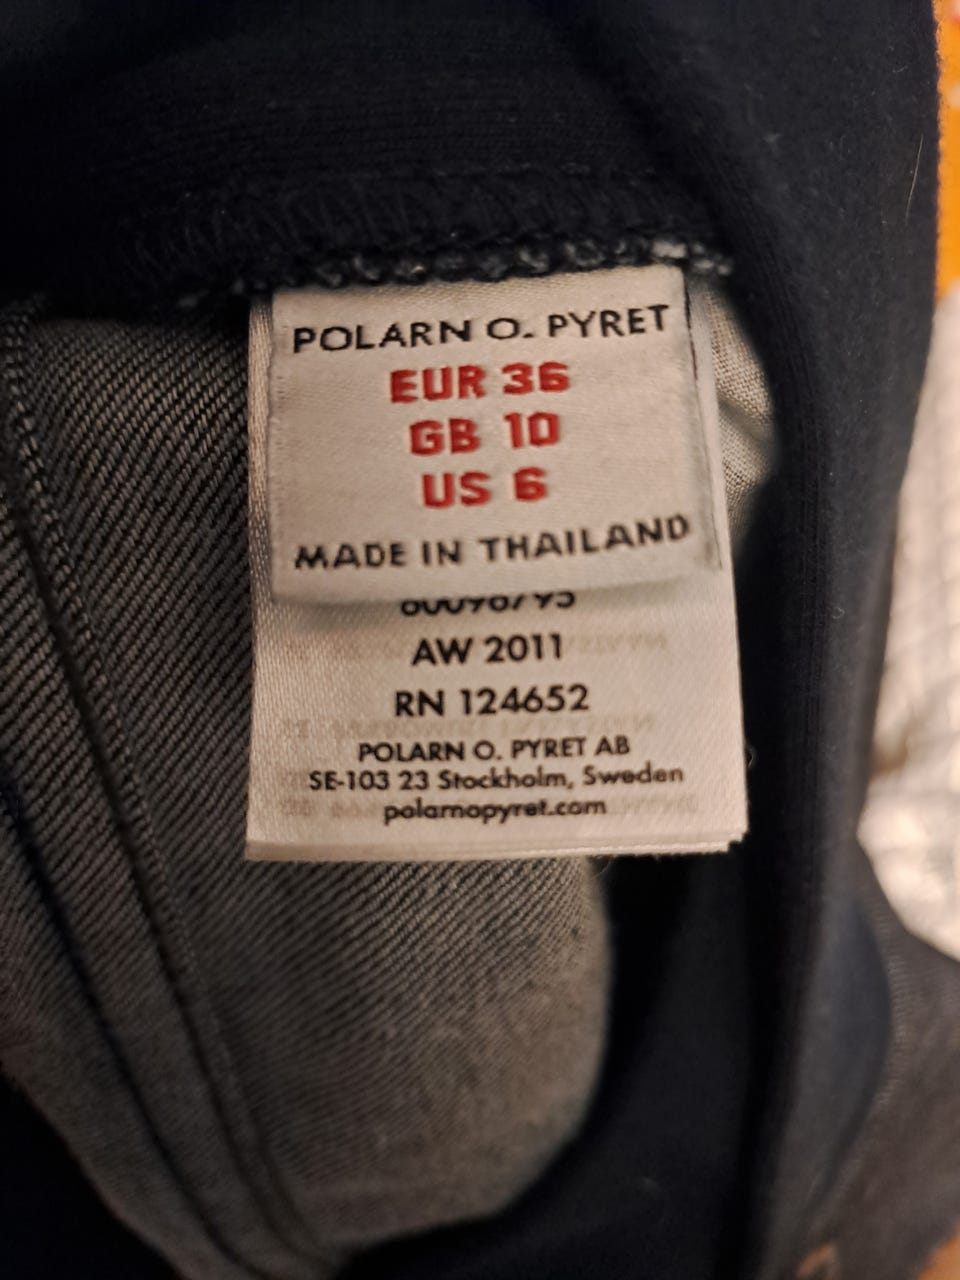 POLARN O. PYRET
EUR 36
GB 10
US 6
MADE IN THAILAND
AW 2011
RN 124652
POLARN O. PYRET AB
SE-103 23 Stockholm, Sweden
polarnopyret.com